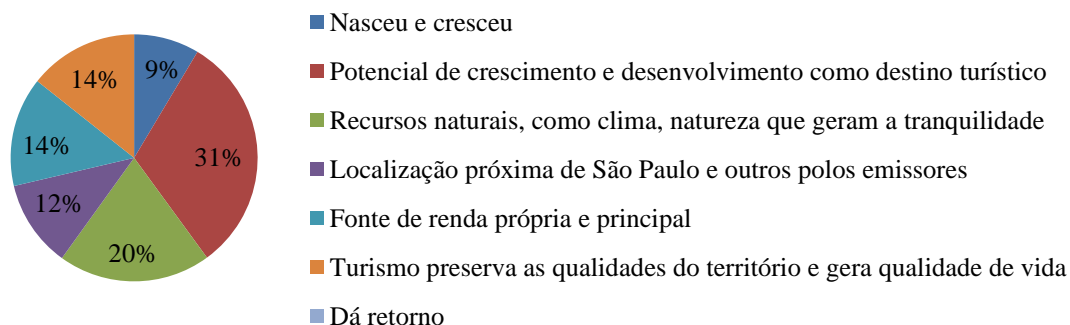 Nasceu e cresceu
Potencial de crescimento e desenvolvimento como destino turístico
Recursos naturais, como clima, natureza que geram a tranquilidade
Localização próxima de São Paulo e outros polos emissores
Fonte de renda própria e principal
Turismo preserva as qualidades do território e gera qualidade de vida
Dá retorno
9%
31%
20%
12%
14%
14%